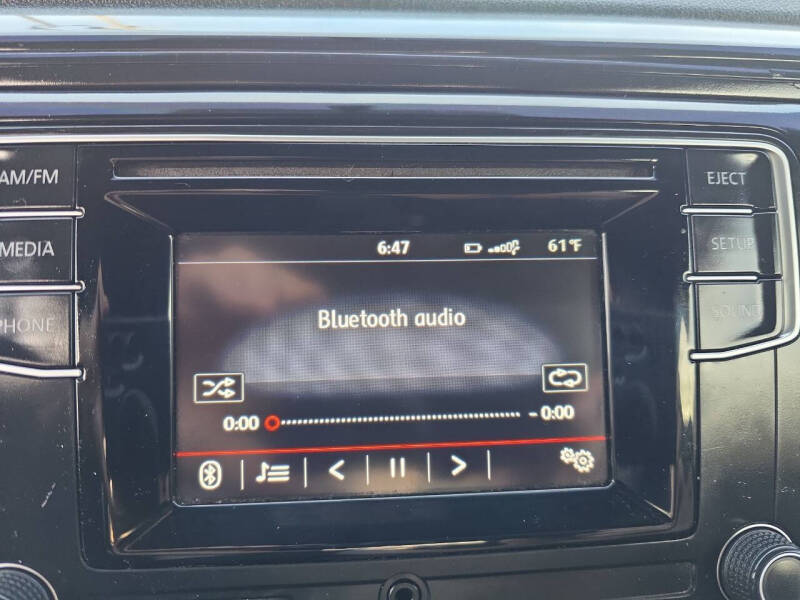 AM/FM
MEDIA
PHONE
EJECT
SETUP
SOUND
6:47 61°F
Bluetooth audio
0:00 -0:00